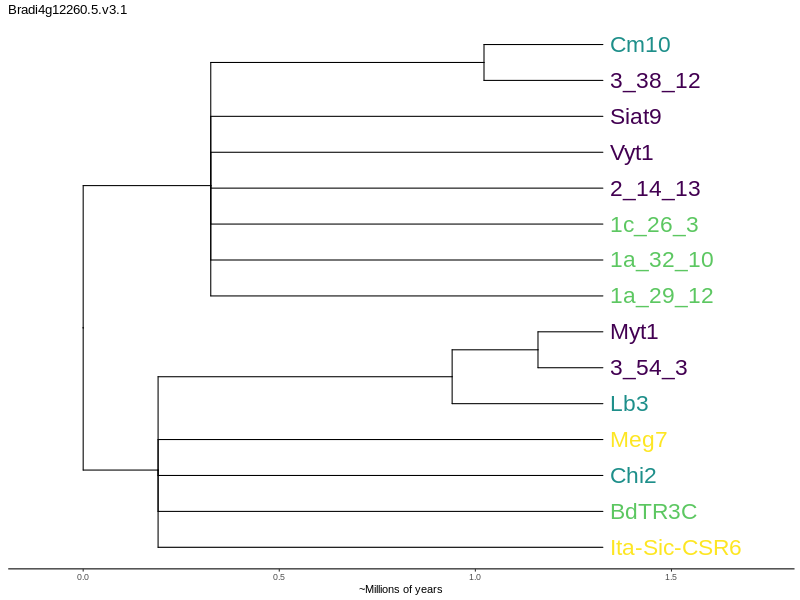 Bradi4g12260.5.v3.1
Cm10
3_38_12
Siat9
Vyt1
2_14_13
1c_26_3
1a_32_10
1a_29_12
Myt1
3_54_3
Lb3
Meg7
Chi2
BdTR3C
Ita-Sic-CSR6
0.0 0.5 1.0 1.5
~Millions of years